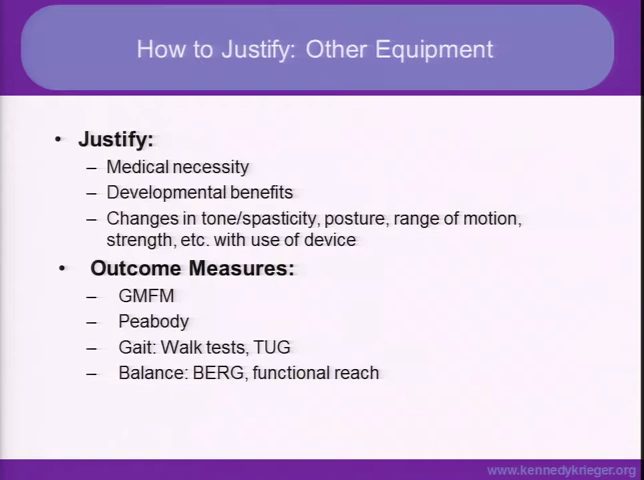 How to Justify: Other Equipment
• Justify:
– Medical necessity
– Developmental benefits
– Changes in tone/spasticity, posture, range of motion,
strength, etc. with use of device
• Outcome Measures:
– GMFM
– Peabody
– Gait: Walk tests, TUG
– Balance: BERG, functional reach
www.kennedykrieger.org